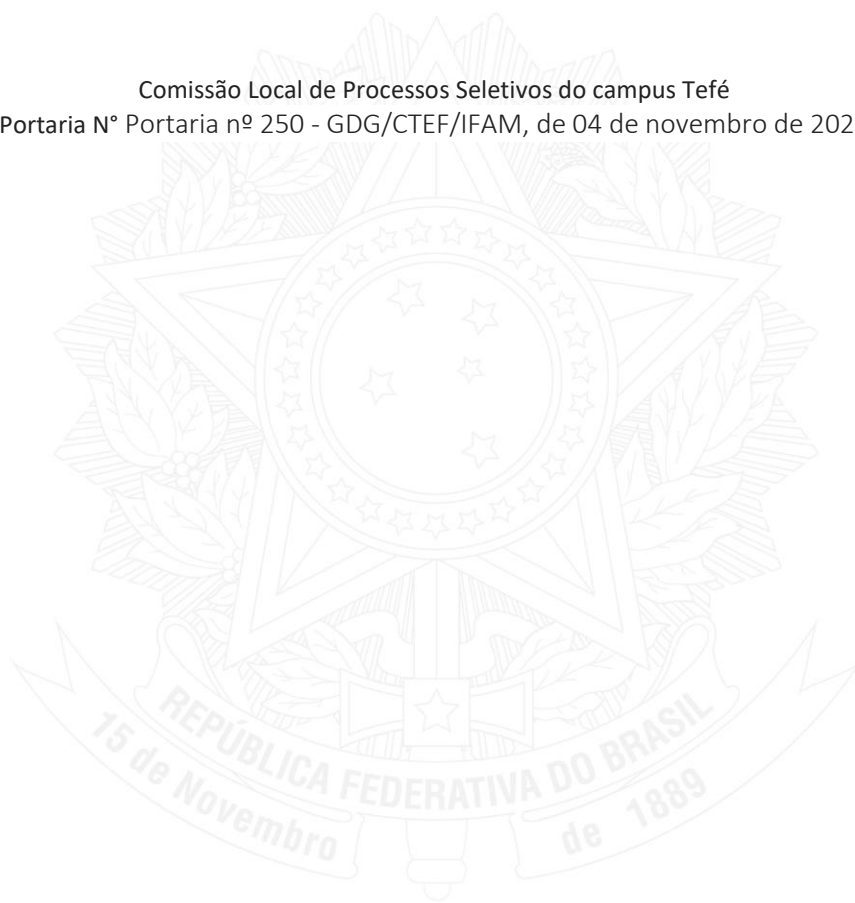 Comissão Local de Processos Seletivos do campus Tefé
Portaria N° Portaria nº 250 - GDG/CTEF/IFAM, de 04 de novembro de 202
REPÚBLICA FEDERATIVA DO BRASIL
15 de Novembro de 1889